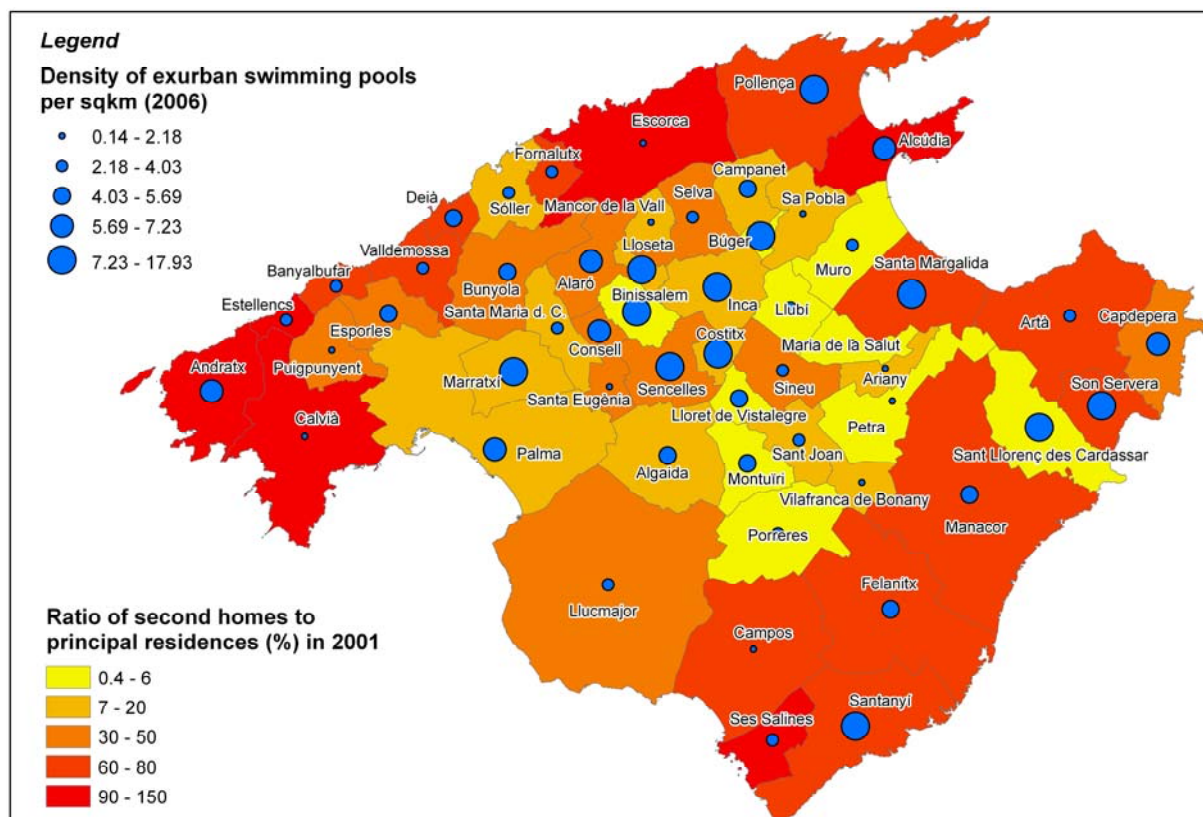 Legend
Density of exurban swimming pools
per sqkm (2006)
0.14 - 2.18
2.18 - 4.03
4.03 - 5.69
5.69 - 7.23
7.23 - 17.93
Pollença
Escorca
Alcúdia
Fornalutx
Campanet
Selva
Sa Pobla
Deià
Sóller
Mancor de la Vall
Lloseta
Búger
Valldemossa
Muro
Santa Margalida
Banyalbufar
Bunyola
Alaró
Binissalem
Inca
Llubí
Estellencs
Esporles
Santa Maria d. C.
Artà
Capdepera
Costitx
Maria de la Salut
Consell
Puigpunyent
Andratx
Marratxí
Sencelles
Sineu
Ariany
Son Servera
Santa Eugènia
Calvià
Lloret de Vistalegre
Petra
Palma
Algaida
Sant Joan
Sant Llorenç des Cardassar
Montuïri
Vilafranca de Bonany
Manacor
Porreres
Felanitx
Llucmajor
Campos
Santanyí
Ses Salines
Ratio of second homes to
principal residences (%) in 2001
0.4 - 6
7 - 20
30 - 50
60 - 80
90 - 150